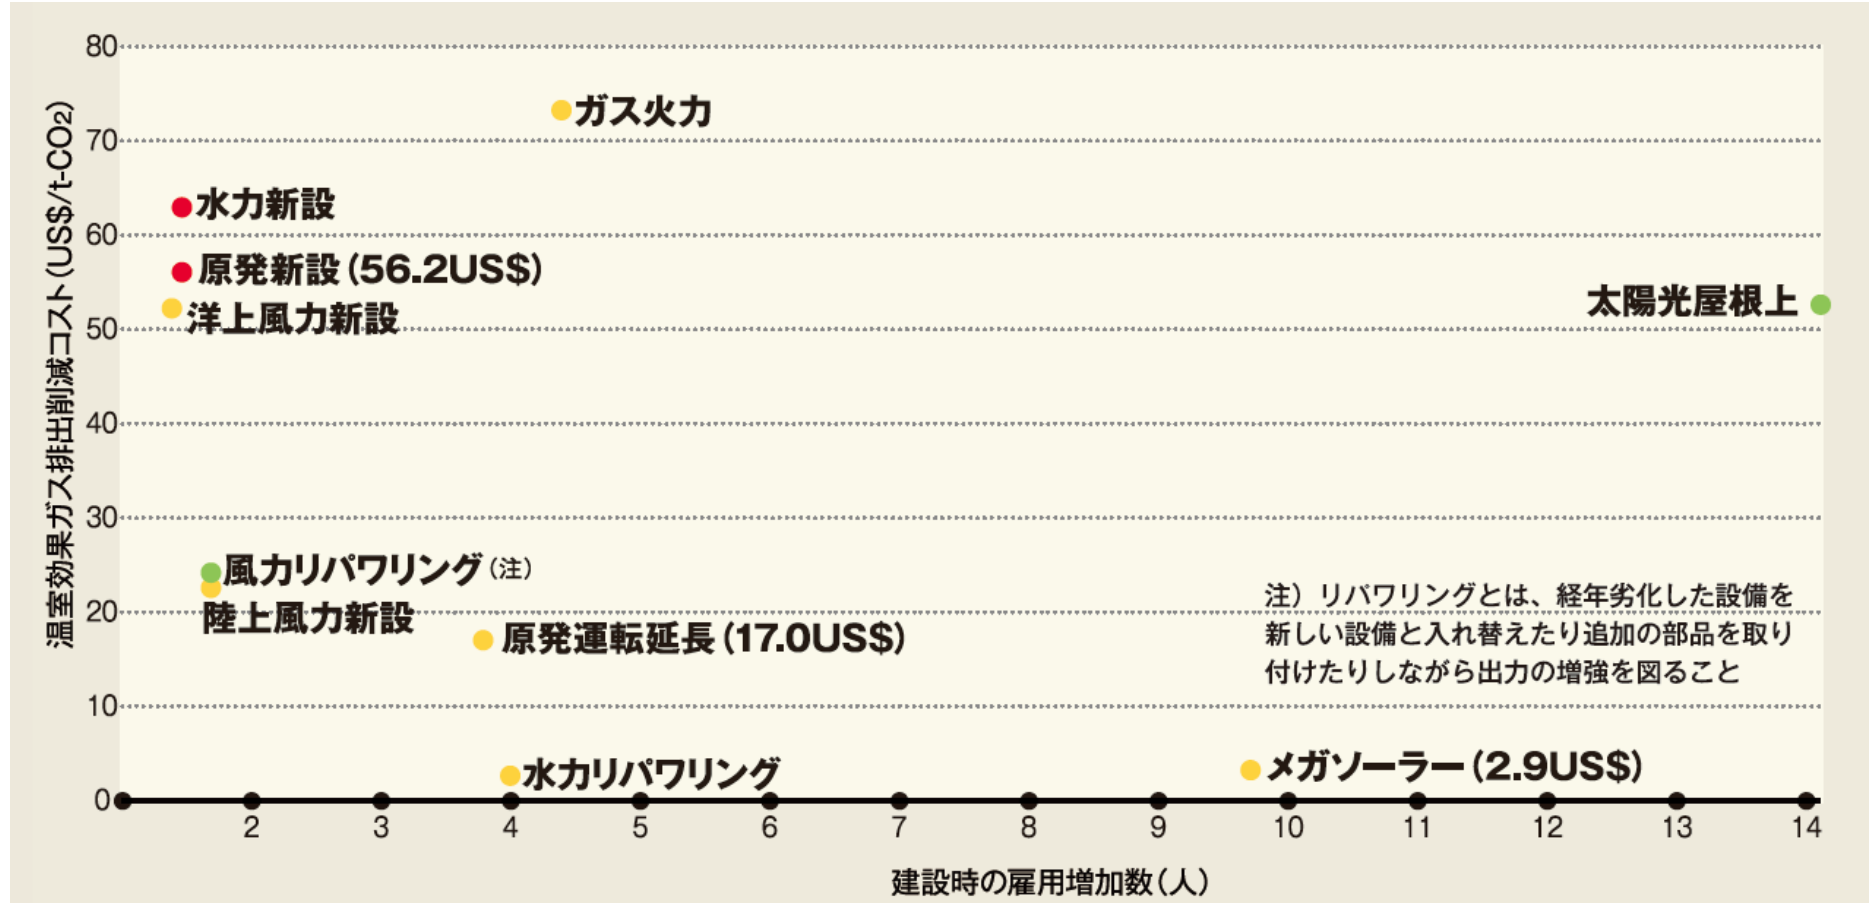 温室効果ガス排出削減コスト（US$/t-CO2）
80
70
60
50
40
30
20
10
0
ガス火力
水力新設
原発新設（56.2US$）
洋上風力新設
太陽光屋根上
風力リパワリング（注）
陸上風力新設
原発運転延長（17.0US$）
注）リパワリングとは、経年劣化した設備を
新しい設備と入れ替えたり追加の部品を取り
付けたりしながら出力の増強を図ること
水力リパワリング
メガソーラー（2.9US$）
2 3 4 5 6 7 8 9 10 11 12 13 14
建設時の雇用増加数（人）